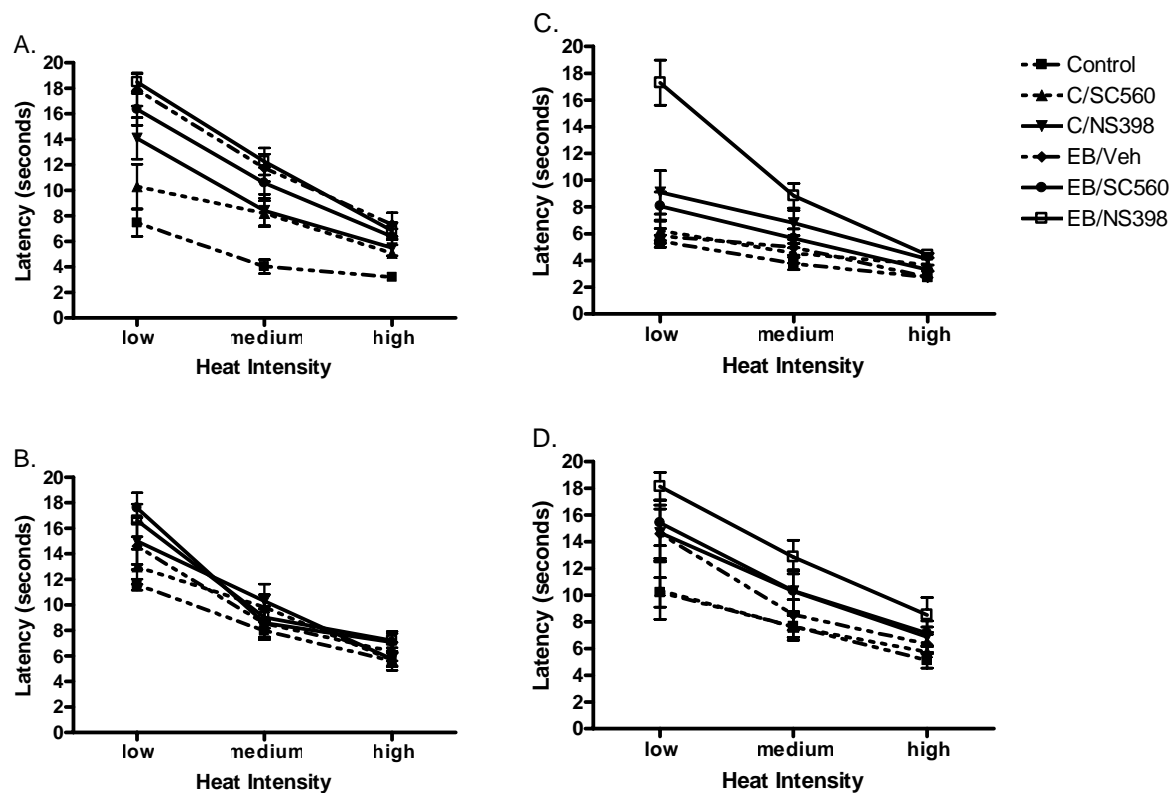 A.
20
18
16
14
12
10
8
6
4
2
0
Latency (seconds)
low medium high
Heat Intensity
C.
20
18
16
14
12
10
8
6
4
2
0
Latency (seconds)
low medium high
Heat Intensity
Control
C/SC560
C/NS398
EB/Veh
EB/SC560
EB/NS398
B.
20
18
16
14
12
10
8
6
4
2
0
Latency (seconds)
low medium high
Heat Intensity
D.
20
18
16
14
12
10
8
6
4
2
0
Latency (seconds)
low medium high
Heat Intensity